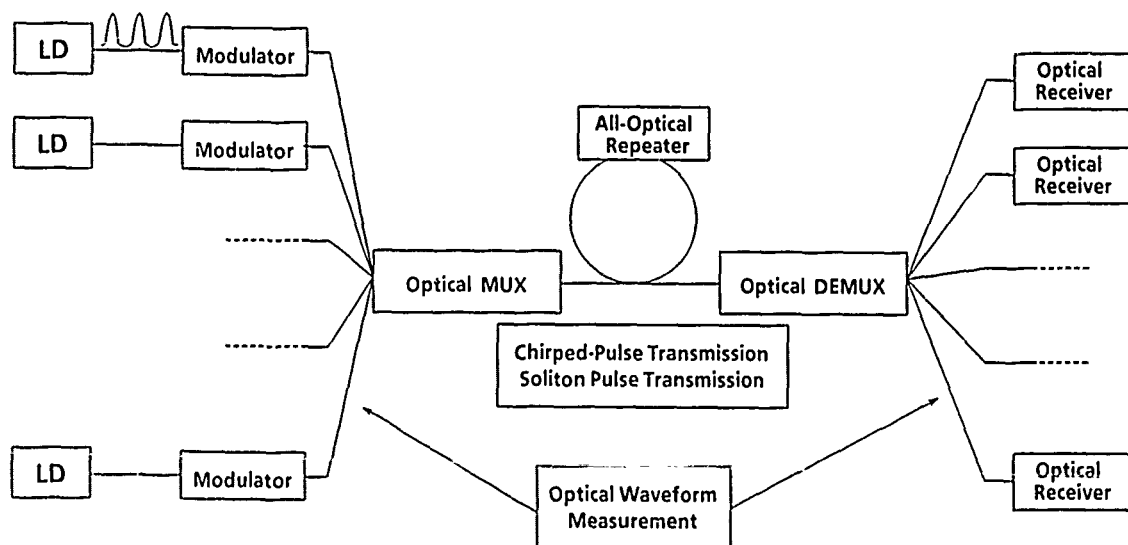 LD
Modulator
LD
Modulator
All-Optical
Repeater
Optical
Receiver
Optical
Receiver
Optical MUX
Optical DEMUX
Chirped-Pulse Transmission
Soliton Pulse Transmission
LD
Modulator
Optical Waveform
Measurement
Optical
Receiver